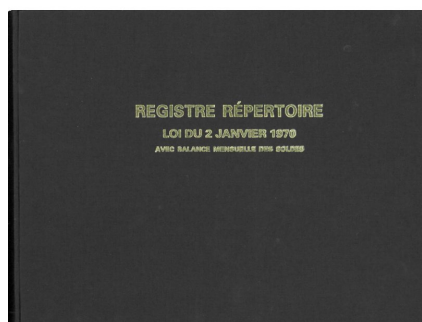 REGISTRE RÉPERTOIRE
LOI DU 2 JANVIER 1970
AVEC BALANCE MENSUELLE DES SOLDES